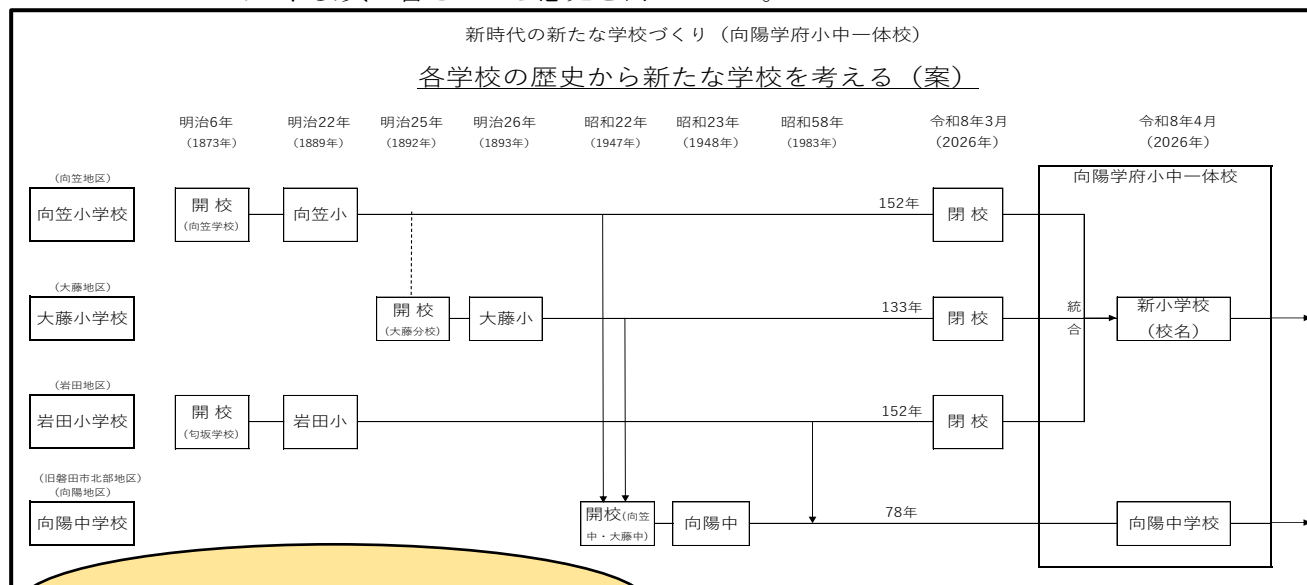 新時代の新たな学校づくり（向陽学府小中一体校）
各学校の歴史から新たな学校を考える（案）
明治6年 明治22年 明治25年 明治26年 昭和22年 昭和23年 昭和58年 令和8年3月 令和8年4月
（1873年） （1889年） （1892年） （1893年） （1947年） （1948年） （1983年） （2026年） （2026年）
向陽学府小中一体校
（向笠地区）
向笠小学校
開 校
（向笠学校）
向笠小
152年
閉 校
（大藤地区）
大藤小学校
開 校
（大藤分校）
大藤小
133年
閉 校
統
合
新小学校
（校名）
（岩田地区）
岩田小学校
開 校
（匂坂学校）
岩田小
152年
閉 校
（旧磐田市北部地区）
（向陽地区）
向陽中学校
開校（向笠
中・大藤中）
向陽中
78年
向陽中学校